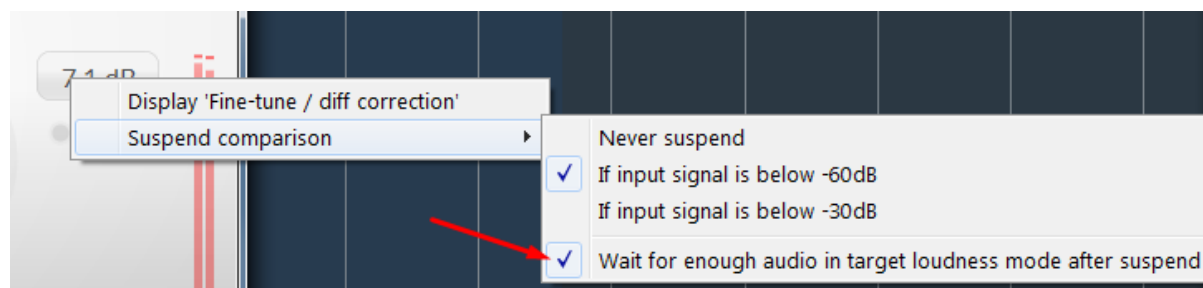 7.1 dB
Display 'Fine-tune / diff correction'
Suspend comparison
Never suspend
If input signal is below -60dB
If input signal is below -30dB
Wait for enough audio in target loudness mode after suspend